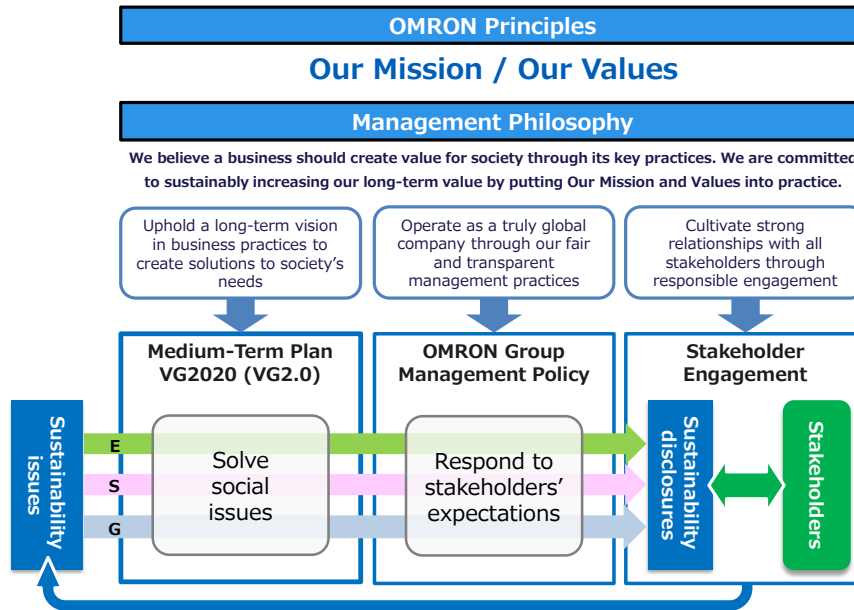 OMRON Principles
Our Mission / Our Values
Management Philosophy
We believe a business should create value for society through its key practices. We are committed
to sustainably increasing our long-term value by putting Our Mission and Values into practice.
Uphold a long-term vision
in business practices to
create solutions to society's
needs
Operate as a truly global
company through our fair
and transparent
management practices
Cultivate strong
relationships with all
stakeholders through
responsible engagement
Medium-Term Plan
VG2020 (VG2.0)
OMRON Group
Management Policy
Stakeholder
Engagement
Sustainability
issues
E
S
G
Solve
social
issues
Respond to
stakeholders'
expectations
Sustainability
disclosures
Stakeholders